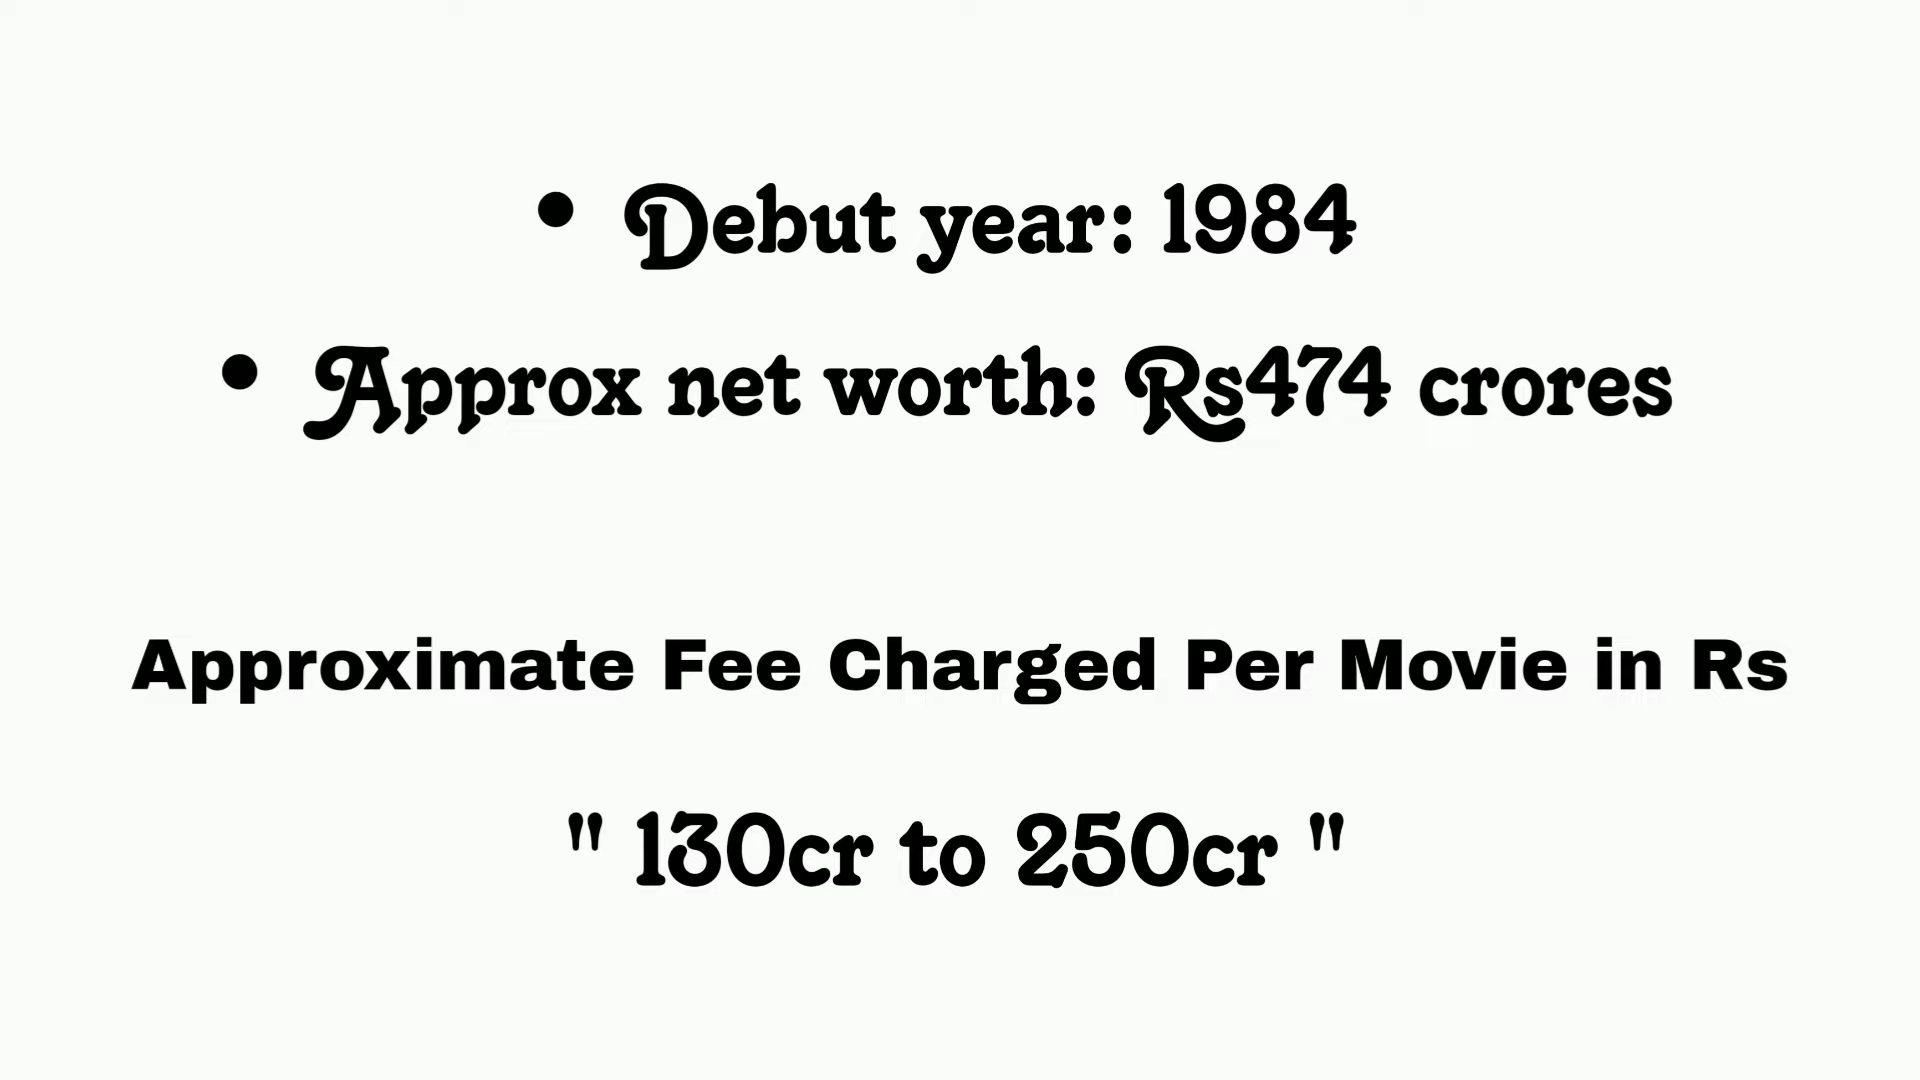 • Debut year: 1984
• Approx net worth: Rs474 crores
Approximate Fee Charged Per Movie in Rs
" 130cr to 250cr "